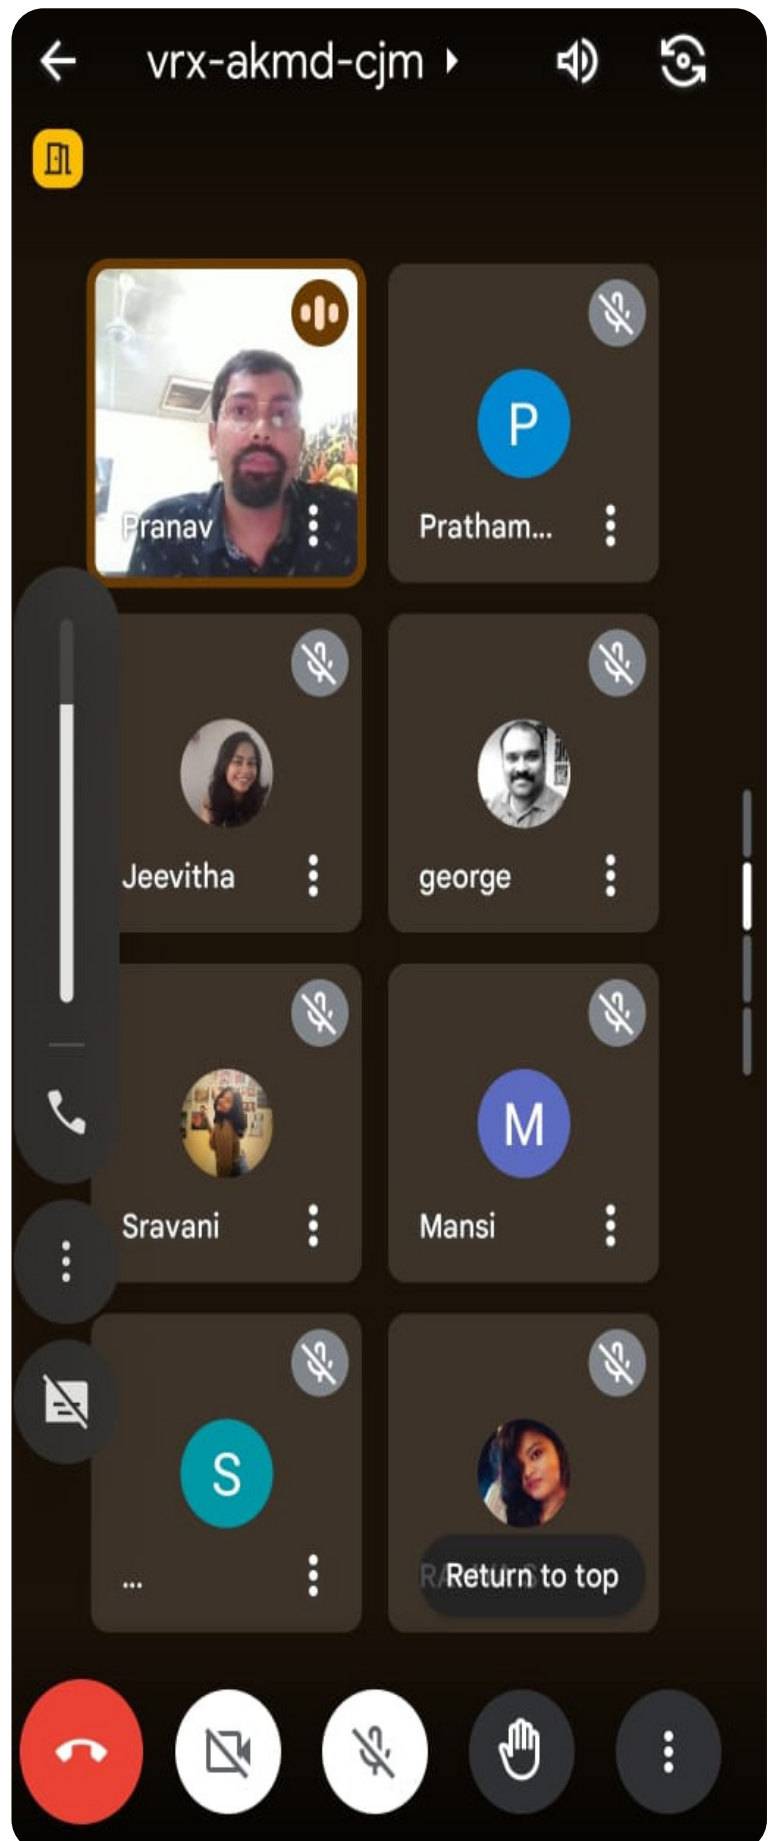 vrx-akmd-cjm
Pranav
P
Pratham...
Jeevitha
george
Sravani
M
Mansi
S
...
Return to top